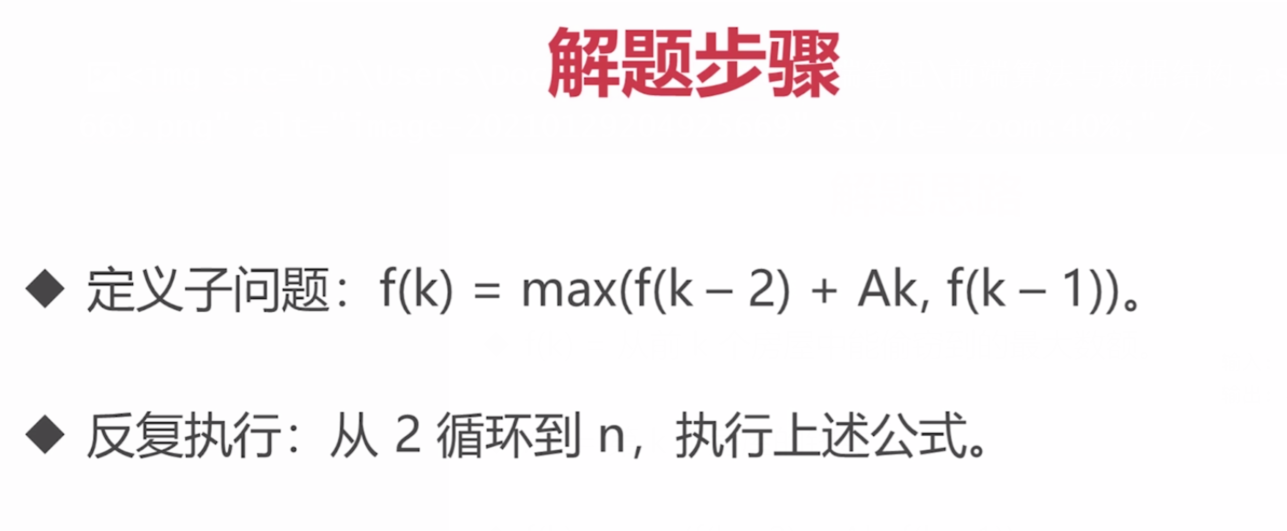 解题步骤
◆ 定义子问题：f(k) = max(f(k – 2) + Ak, f(k – 1))。
◆ 反复执行：从 2 循环到 n，执行上述公式。